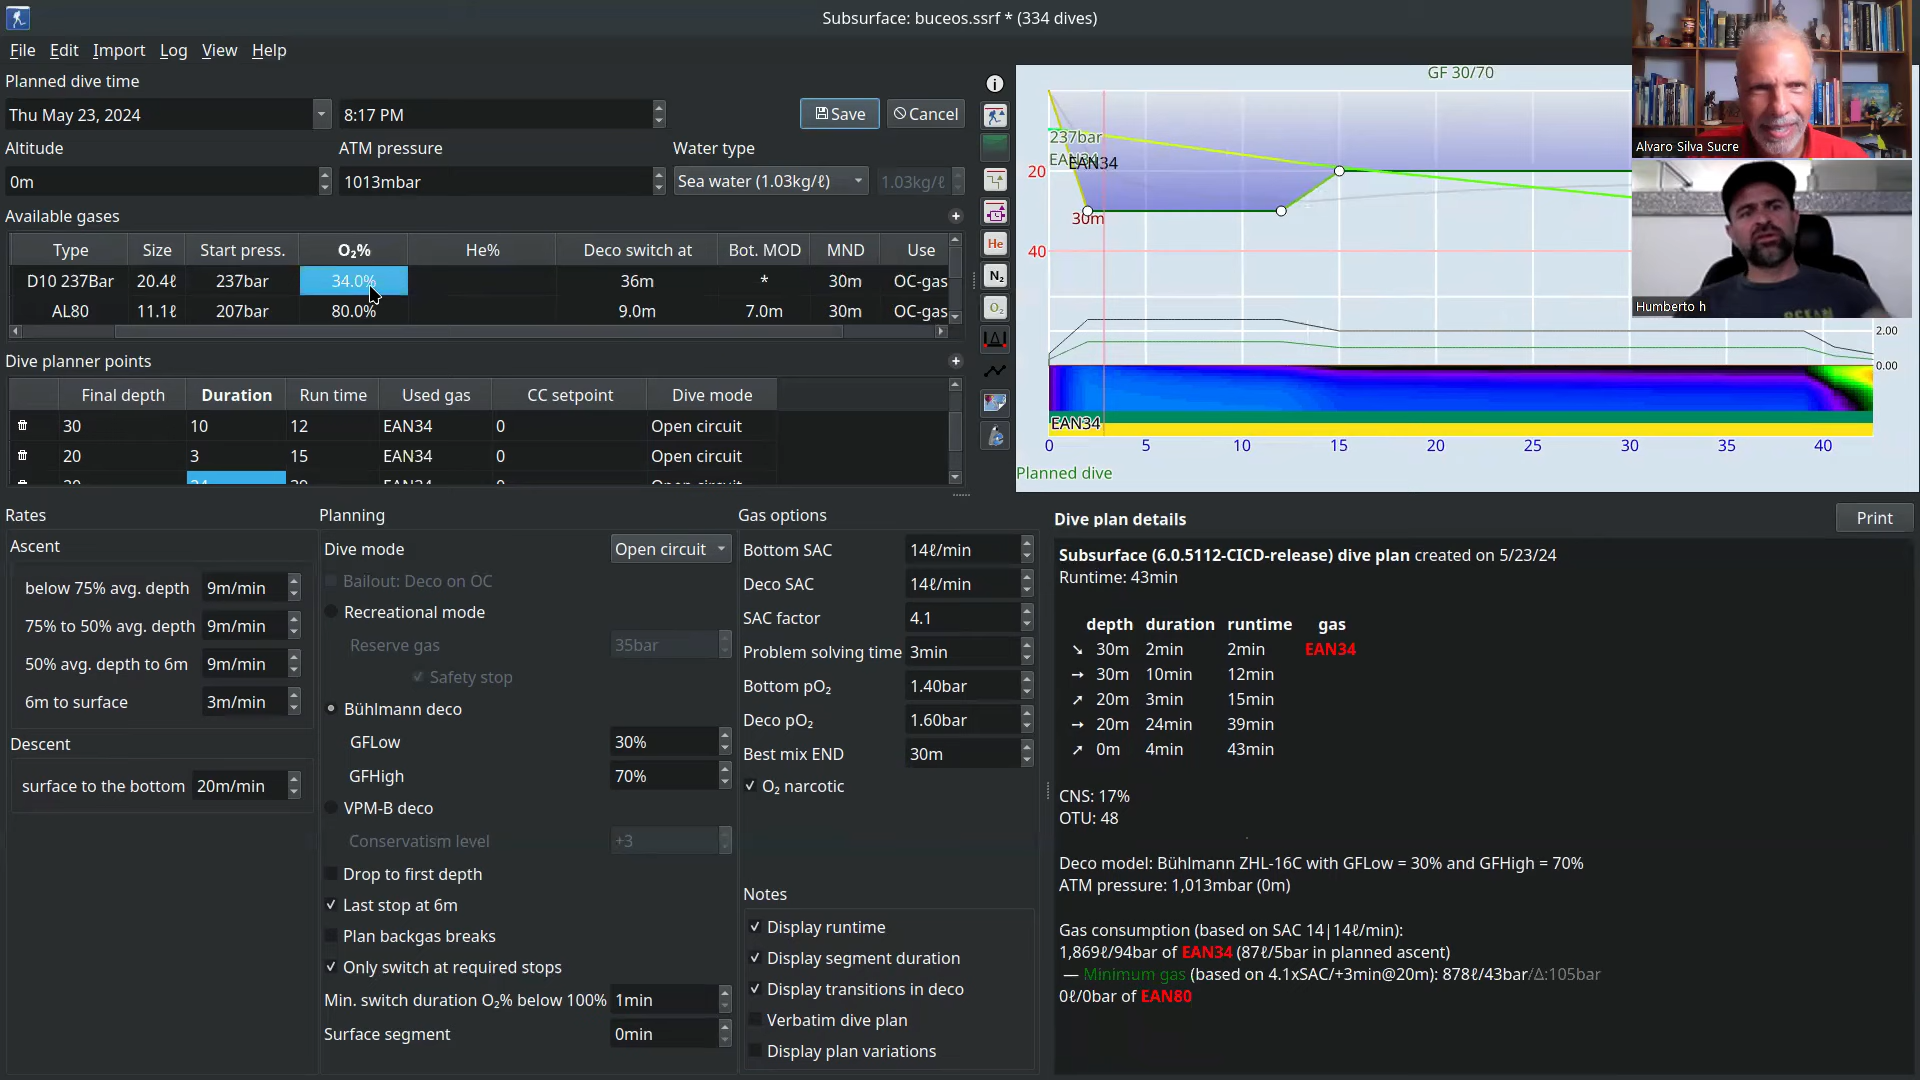 Subsurface: buceos.ssrf * (334 dives)
File Edit Import Log View Help
Planned dive time
Thu May 23, 2024 8:17 PM Save Cancel
Altitude ATM pressure Water type
0m 1013mbar Sea water (1.03kg/ℓ) 1.03kg/ℓ
Available gases
Type Size Start press. O₂% He% Deco switch at Bot. MOD MND Use
D10 237Bar 20.4ℓ 237bar 34.0% 36m * 30m OC-gas
AL80 11.1ℓ 207bar 80.0% 9.0m 7.0m 30m OC-gas
Dive planner points
Final depth Duration Run time Used gas CC setpoint Dive mode
30 10 12 EAN34 0 Open circuit
20 3 15 EAN34 0 Open circuit
He
N₂
O₂
GF 30/70
237bar
EAN34
20
30m
40
2.00
0.00
EAN34
0 5 10 15 20 25 30 35 40
Planned dive
Alvaro Silva Sucre
Humberto h
Rates
Ascent
below 75% avg. depth 9m/min
75% to 50% avg. depth 9m/min
50% avg. depth to 6m 9m/min
6m to surface 3m/min
Descent
surface to the bottom 20m/min
Planning
Dive mode Open circuit
Bailout: Deco on OC
Recreational mode
Reserve gas 35bar
Safety stop
Bühlmann deco
GFLow 30%
GFHigh 70%
VPM-B deco
Conservatism level +3
Drop to first depth
Last stop at 6m
Plan backgas breaks
Only switch at required stops
Min. switch duration O₂% below 100% 1min
Surface segment 0min
Gas options
Bottom SAC 14ℓ/min
Deco SAC 14ℓ/min
SAC factor 4.1
Problem solving time 3min
Bottom pO₂ 1.40bar
Deco pO₂ 1.60bar
Best mix END 30m
O₂ narcotic
Notes
Display runtime
Display segment duration
Display transitions in deco
Verbatim dive plan
Display plan variations
Dive plan details Print
Subsurface (6.0.5112-CICD-release) dive plan created on 5/23/24
Runtime: 43min
depth duration runtime gas
➘ 30m 2min 2min EAN34
➙ 30m 10min 12min
➚ 20m 3min 15min
➙ 20m 24min 39min
➚ 0m 4min 43min
CNS: 17%
OTU: 48
Deco model: Bühlmann ZHL-16C with GFLow = 30% and GFHigh = 70%
ATM pressure: 1,013mbar (0m)
Gas consumption (based on SAC 14|14ℓ/min):
1,869ℓ/94bar of EAN34 (87ℓ/5bar in planned ascent)
— Minimum gas (based on 4.1xSAC/+3min@20m): 878ℓ/43bar/Δ:105bar
0ℓ/0bar of EAN80